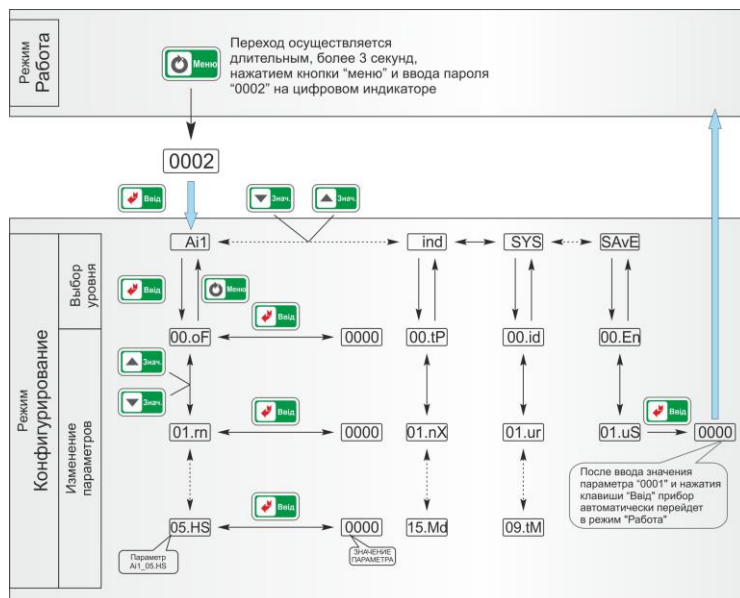 Режим
Работа
Меню
Переход осуществляется
длительным, более 3 секунд,
нажатием кнопки "меню" и ввода пароля
"0002" на цифровом индикаторе
0002
Ввід
Знач.
Знач.
Режим
Конфигурирование
Выбор
уровня
Ai1
ind
SYS
SAvE
Ввід
Меню
Изменение
параметров
00.oF
Ввід
0000
00.tP
00.id
00.En
Знач.
Знач.
01.rn
Ввід
0000
01.nX
01.ur
01.uS
Ввід
0000
После ввода значения
параметра "0001" и нажатия
клавиши "Ввід" прибор
автоматически перейдет
в режим "Работа"
05.HS
Ввід
0000
15.Md
09.tM
Параметр
Ai1_05.HS
ЗНАЧЕНИЕ
ПАРАМЕТРА